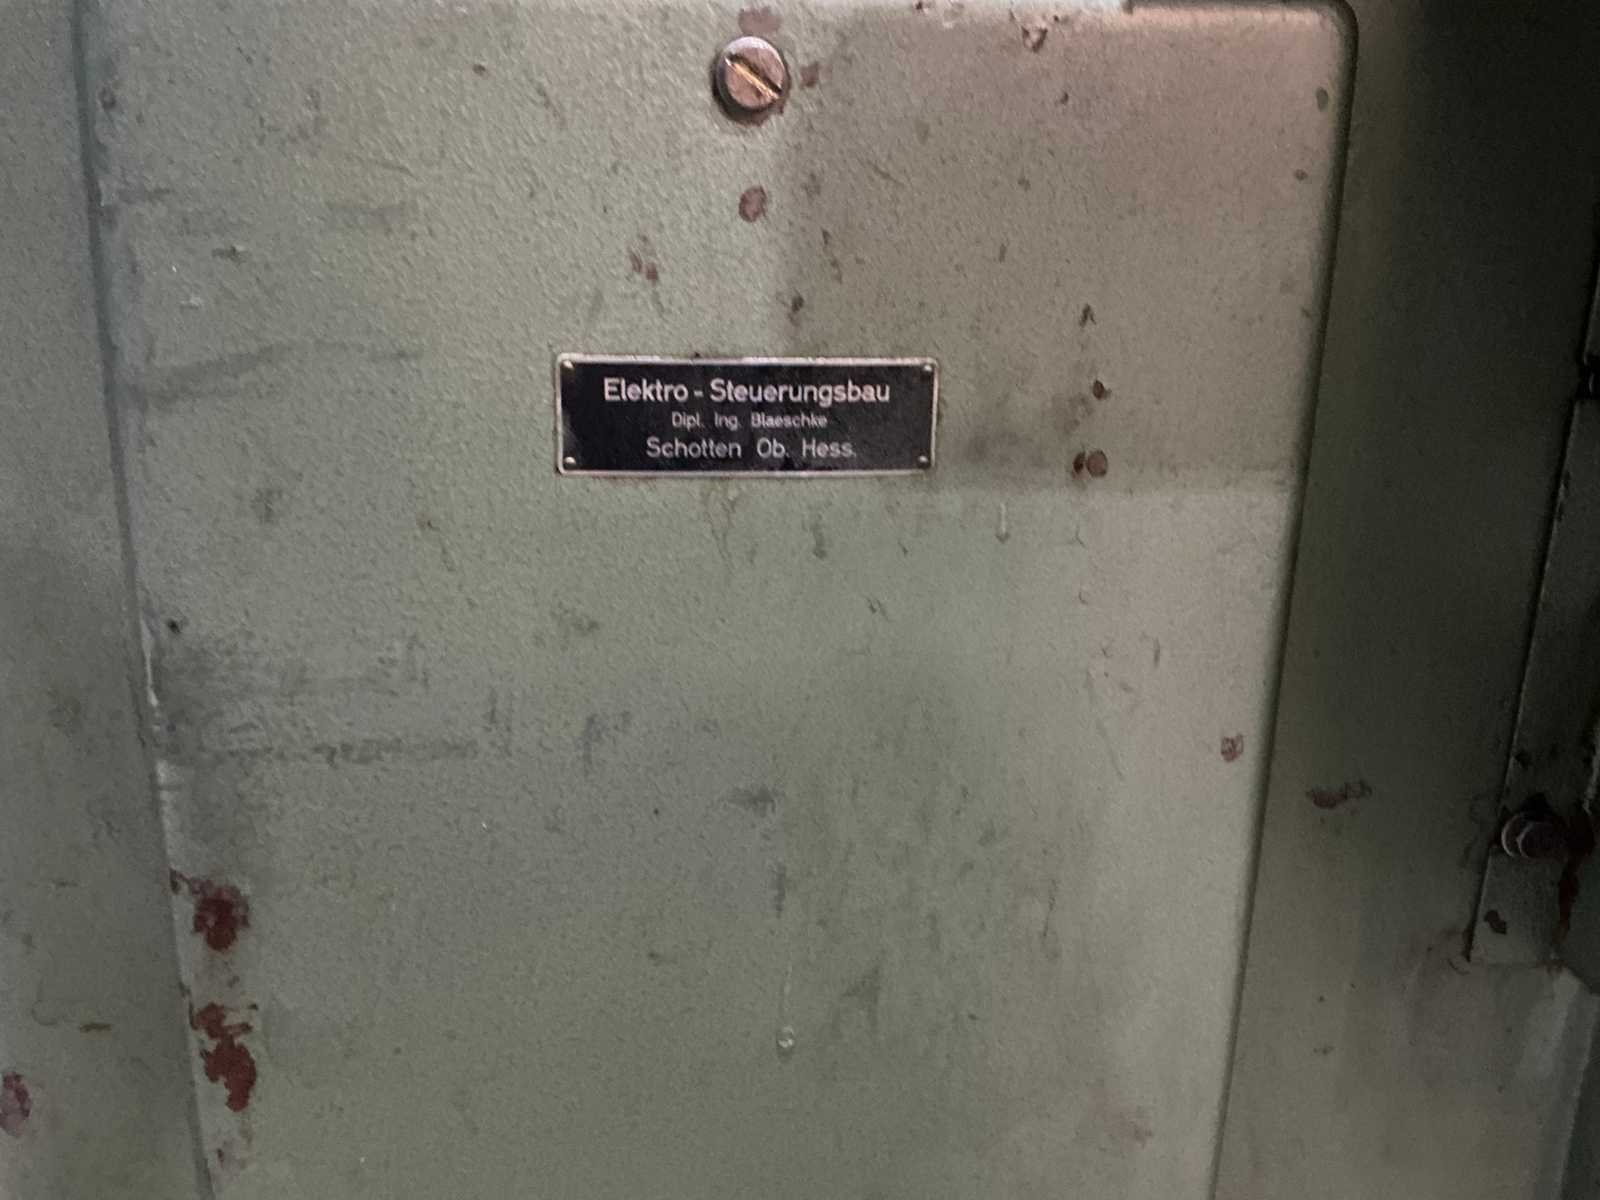 Elektro - Steuerungsbau
Dipl. Ing. Blaeschke
Schotten Ob. Hess.